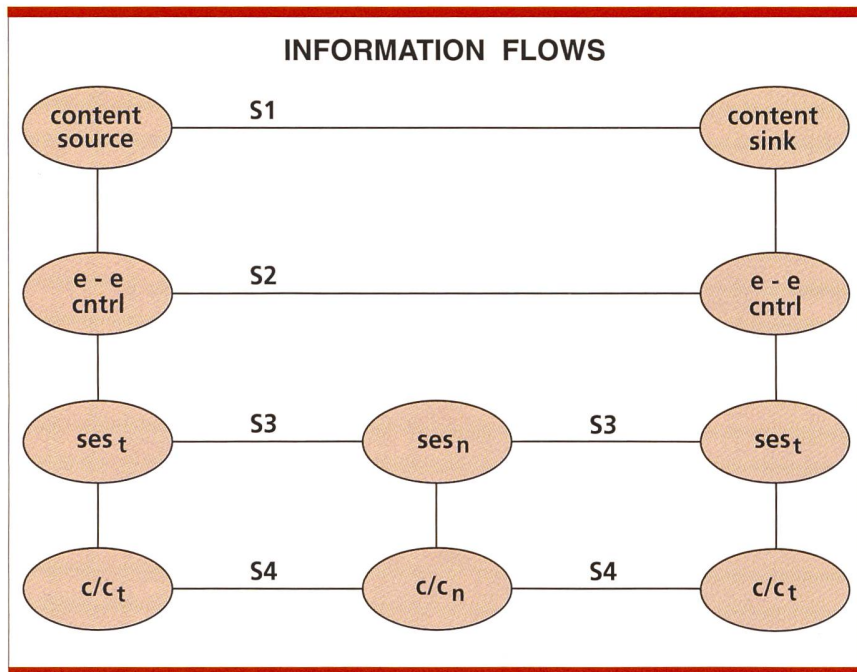 INFORMATION FLOWS
content
source
S1
content
sink
e - e
cntrl
S2
e - e
cntrl
ses t
S3
ses n
S3
ses t
c/c t
S4
c/c n
S4
c/c t